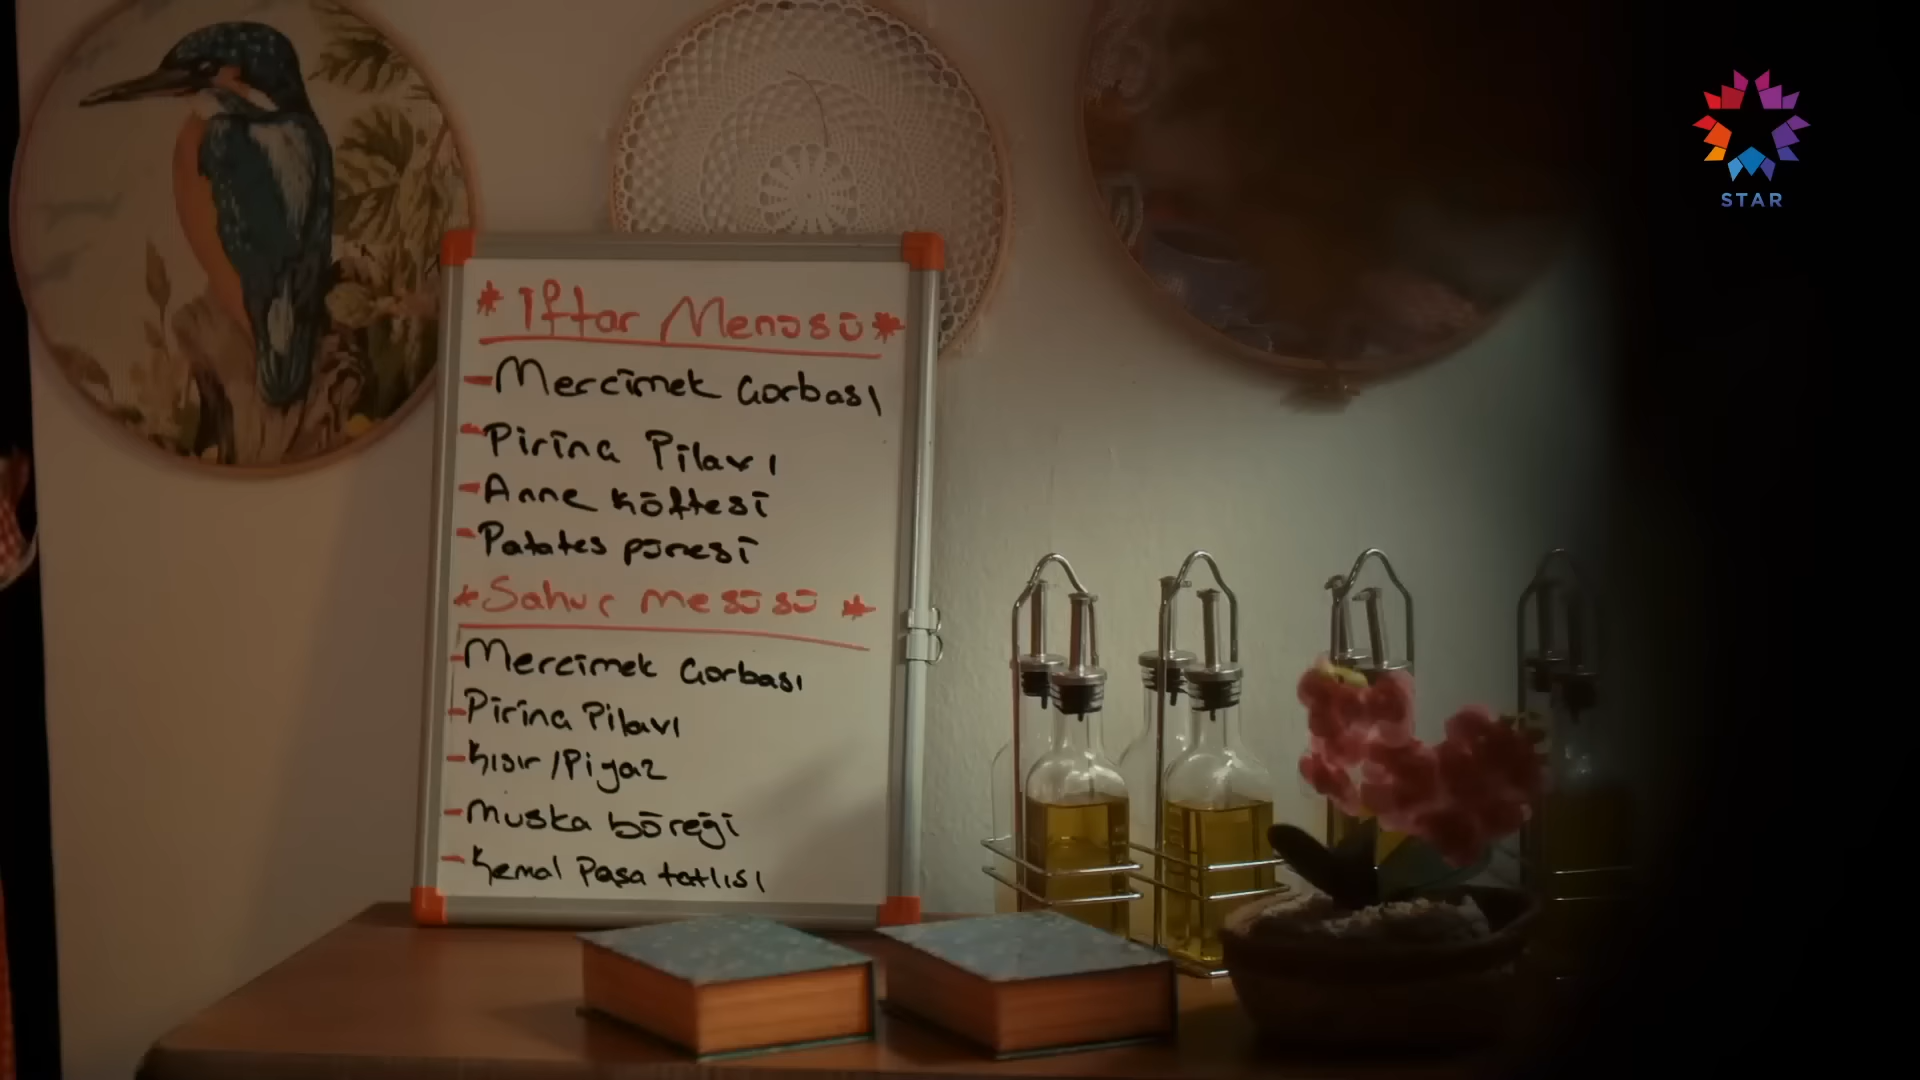 * İftar Menüsü *
- Mercimek Çorbası
- Pirinç Pilavı
- Anne Köftesi
- Patates püresi
* Sahur Mesüsü *
- Mercimek Çorbası
- Pirinç Pilavı
- Kısır / Piyaz
- Muska böreği
- Kemal Paşa tatlısı
STAR